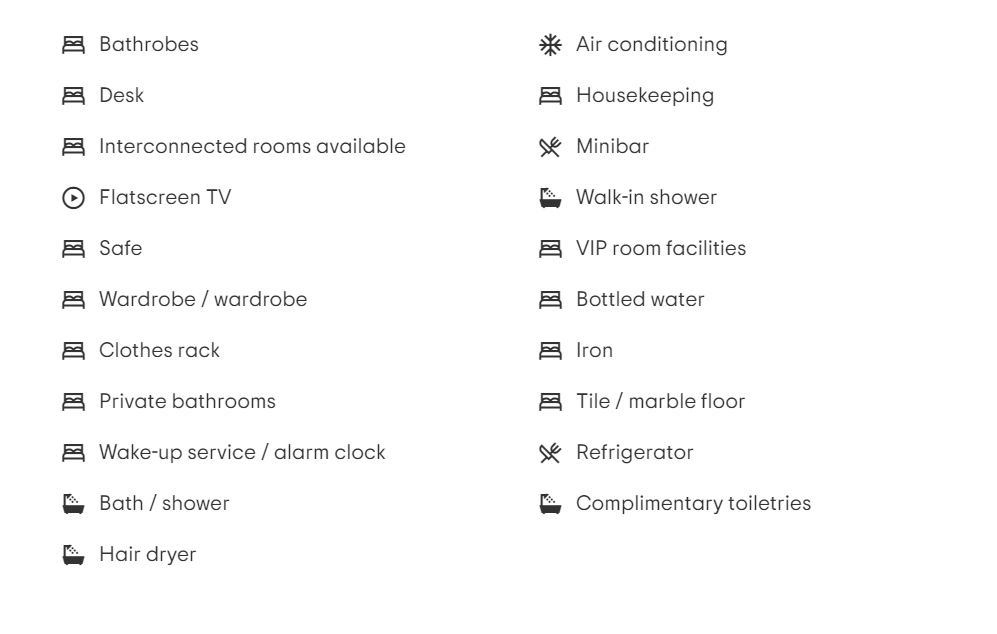 Bathrobes
Desk
Interconnected rooms available
Flatscreen TV
Safe
Wardrobe / wardrobe
Clothes rack
Private bathrooms
Wake-up service / alarm clock
Bath / shower
Hair dryer
Air conditioning
Housekeeping
Minibar
Walk-in shower
VIP room facilities
Bottled water
Iron
Tile / marble floor
Refrigerator
Complimentary toiletries